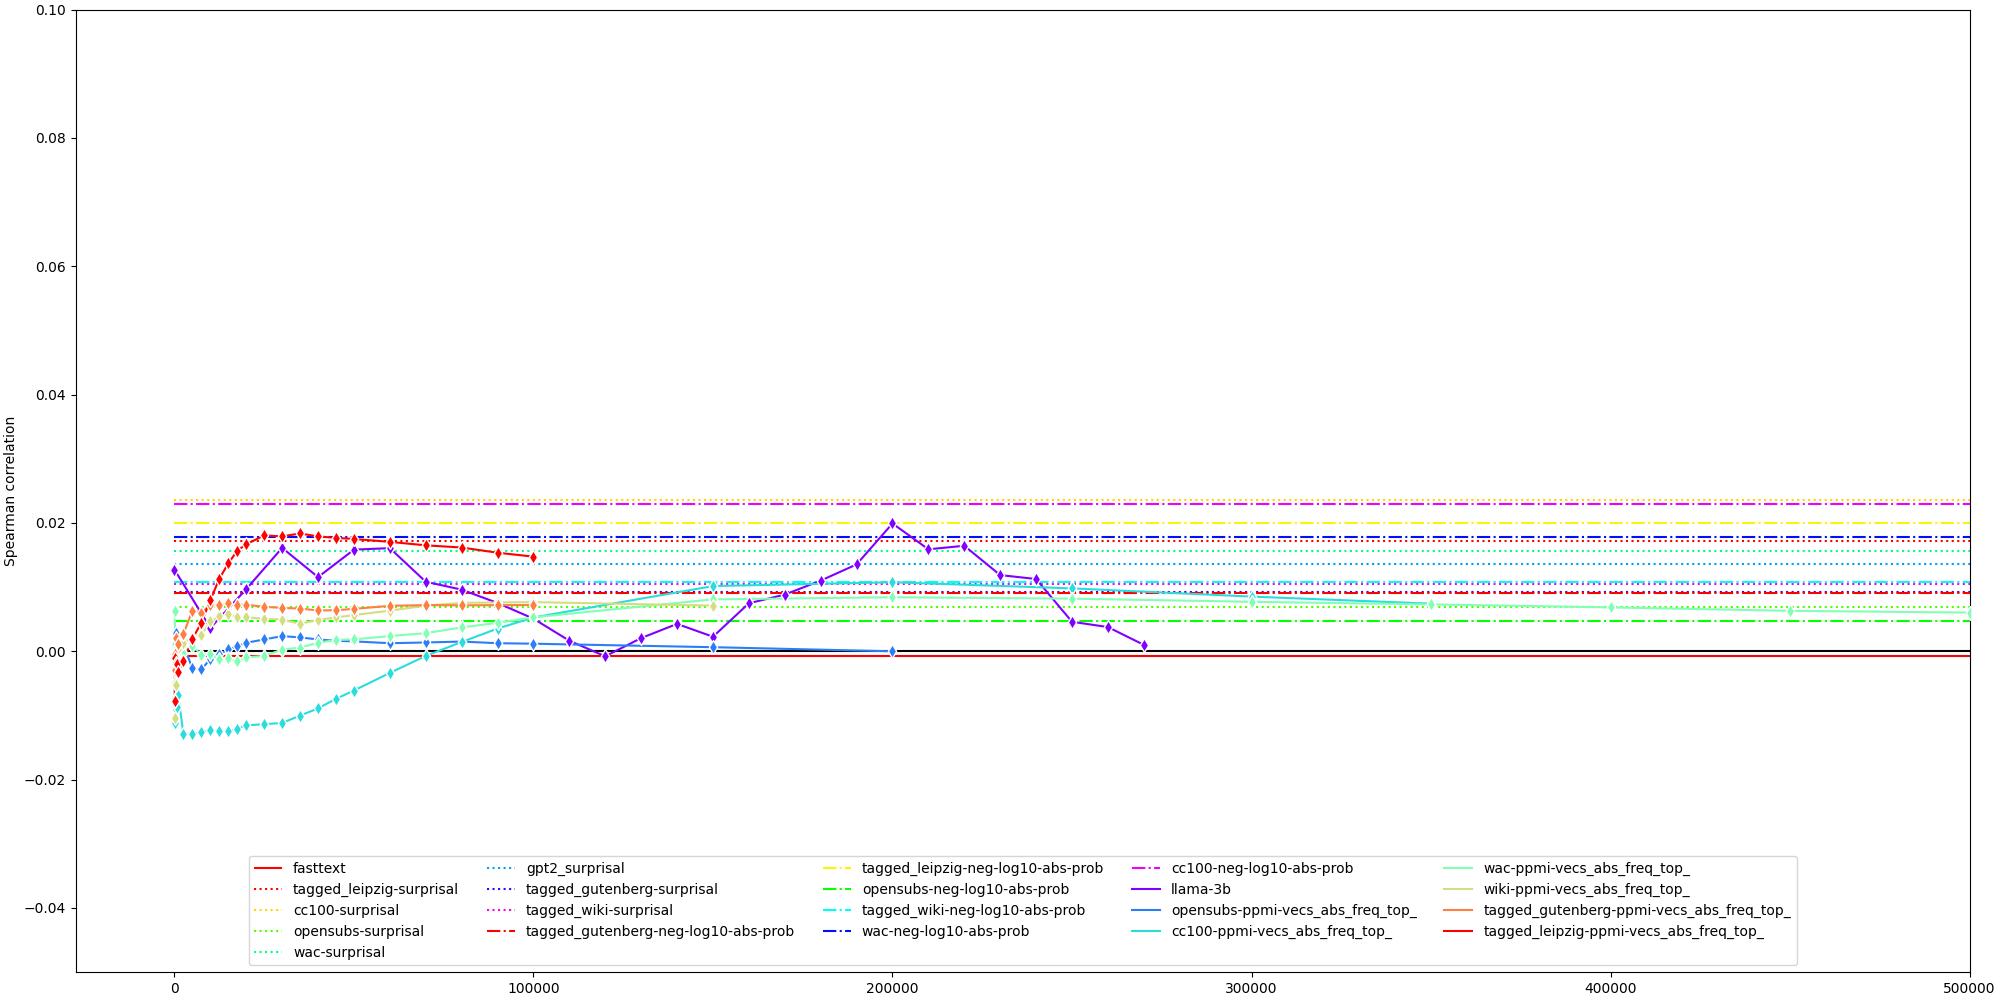 0.10
0.08
0.06
0.04
0.02
0.00
−0.02
−0.04
Spearman correlation
fasttext
tagged_leipzig-surprisal
cc100-surprisal
opensubs-surprisal
wac-surprisal
gpt2_surprisal
tagged_gutenberg-surprisal
tagged_wiki-surprisal
tagged_gutenberg-neg-log10-abs-prob
tagged_leipzig-neg-log10-abs-prob
opensubs-neg-log10-abs-prob
tagged_wiki-neg-log10-abs-prob
wac-neg-log10-abs-prob
cc100-neg-log10-abs-prob
llama-3b
opensubs-ppmi-vecs_abs_freq_top_
cc100-ppmi-vecs_abs_freq_top_
wac-ppmi-vecs_abs_freq_top_
wiki-ppmi-vecs_abs_freq_top_
tagged_gutenberg-ppmi-vecs_abs_freq_top_
tagged_leipzig-ppmi-vecs_abs_freq_top_
0
100000
200000
300000
400000
500000